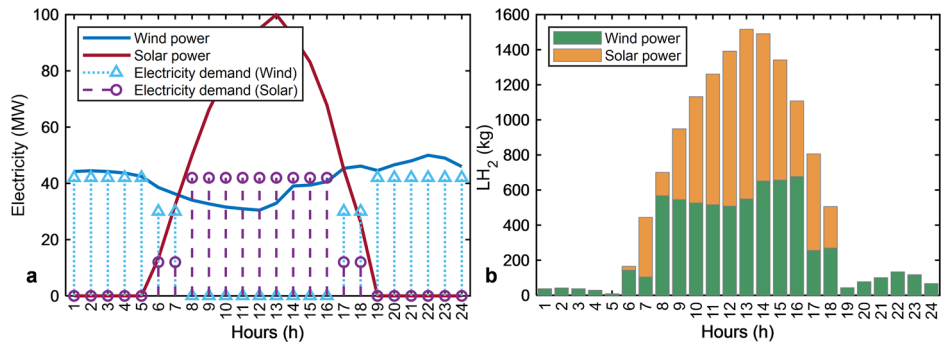 100
80
60
40
20
0
Electricity (MW)
Wind power
Solar power
Electricity demand (Wind)
Electricity demand (Solar)
a
1 2 3 4 5 6 7 8 9 10 11 12 13 14 15 16 17 18 19 20 21 22 23 24
Hours (h)
1600
1400
1200
1000
800
600
400
200
0
LH2 (kg)
Wind power
Solar power
b
1 2 3 4 5 6 7 8 9 10 11 12 13 14 15 16 17 18 19 20 21 22 23 24
Hours (h)